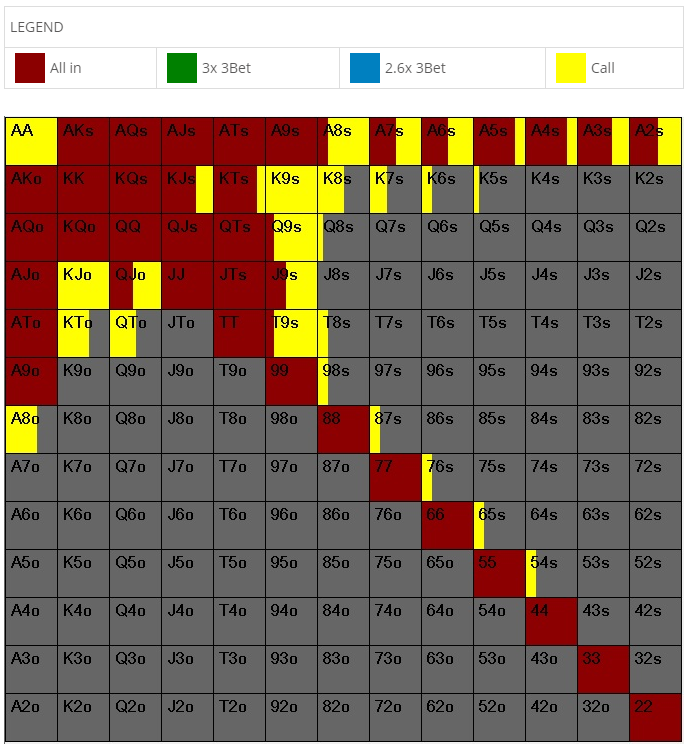 LEGEND
All in 3x 3Bet 2.6x 3Bet Call
AA AKs AQs AJs ATs A9s A8s A7s A6s A5s A4s A3s A2s
AKo KK KQs KJs KTs K9s K8s K7s K6s K5s K4s K3s K2s
AQo KQo QQ QJs QTs Q9s Q8s Q7s Q6s Q5s Q4s Q3s Q2s
AJo KJo QJo JJ JTs J9s J8s J7s J6s J5s J4s J3s J2s
ATo KTo QTo JTo TT T9s T8s T7s T6s T5s T4s T3s T2s
A9o K9o Q9o J9o T9o 99 98s 97s 96s 95s 94s 93s 92s
A8o K8o Q8o J8o T8o 98o 88 87s 86s 85s 84s 83s 82s
A7o K7o Q7o J7o T7o 97o 87o 77 76s 75s 74s 73s 72s
A6o K6o Q6o J6o T6o 96o 86o 76o 66 65s 64s 63s 62s
A5o K5o Q5o J5o T5o 95o 85o 75o 65o 55 54s 53s 52s
A4o K4o Q4o J4o T4o 94o 84o 74o 64o 54o 44 43s 42s
A3o K3o Q3o J3o T3o 93o 83o 73o 63o 53o 43o 33 32s
A2o K2o Q2o J2o T2o 92o 82o 72o 62o 52o 42o 32o 22